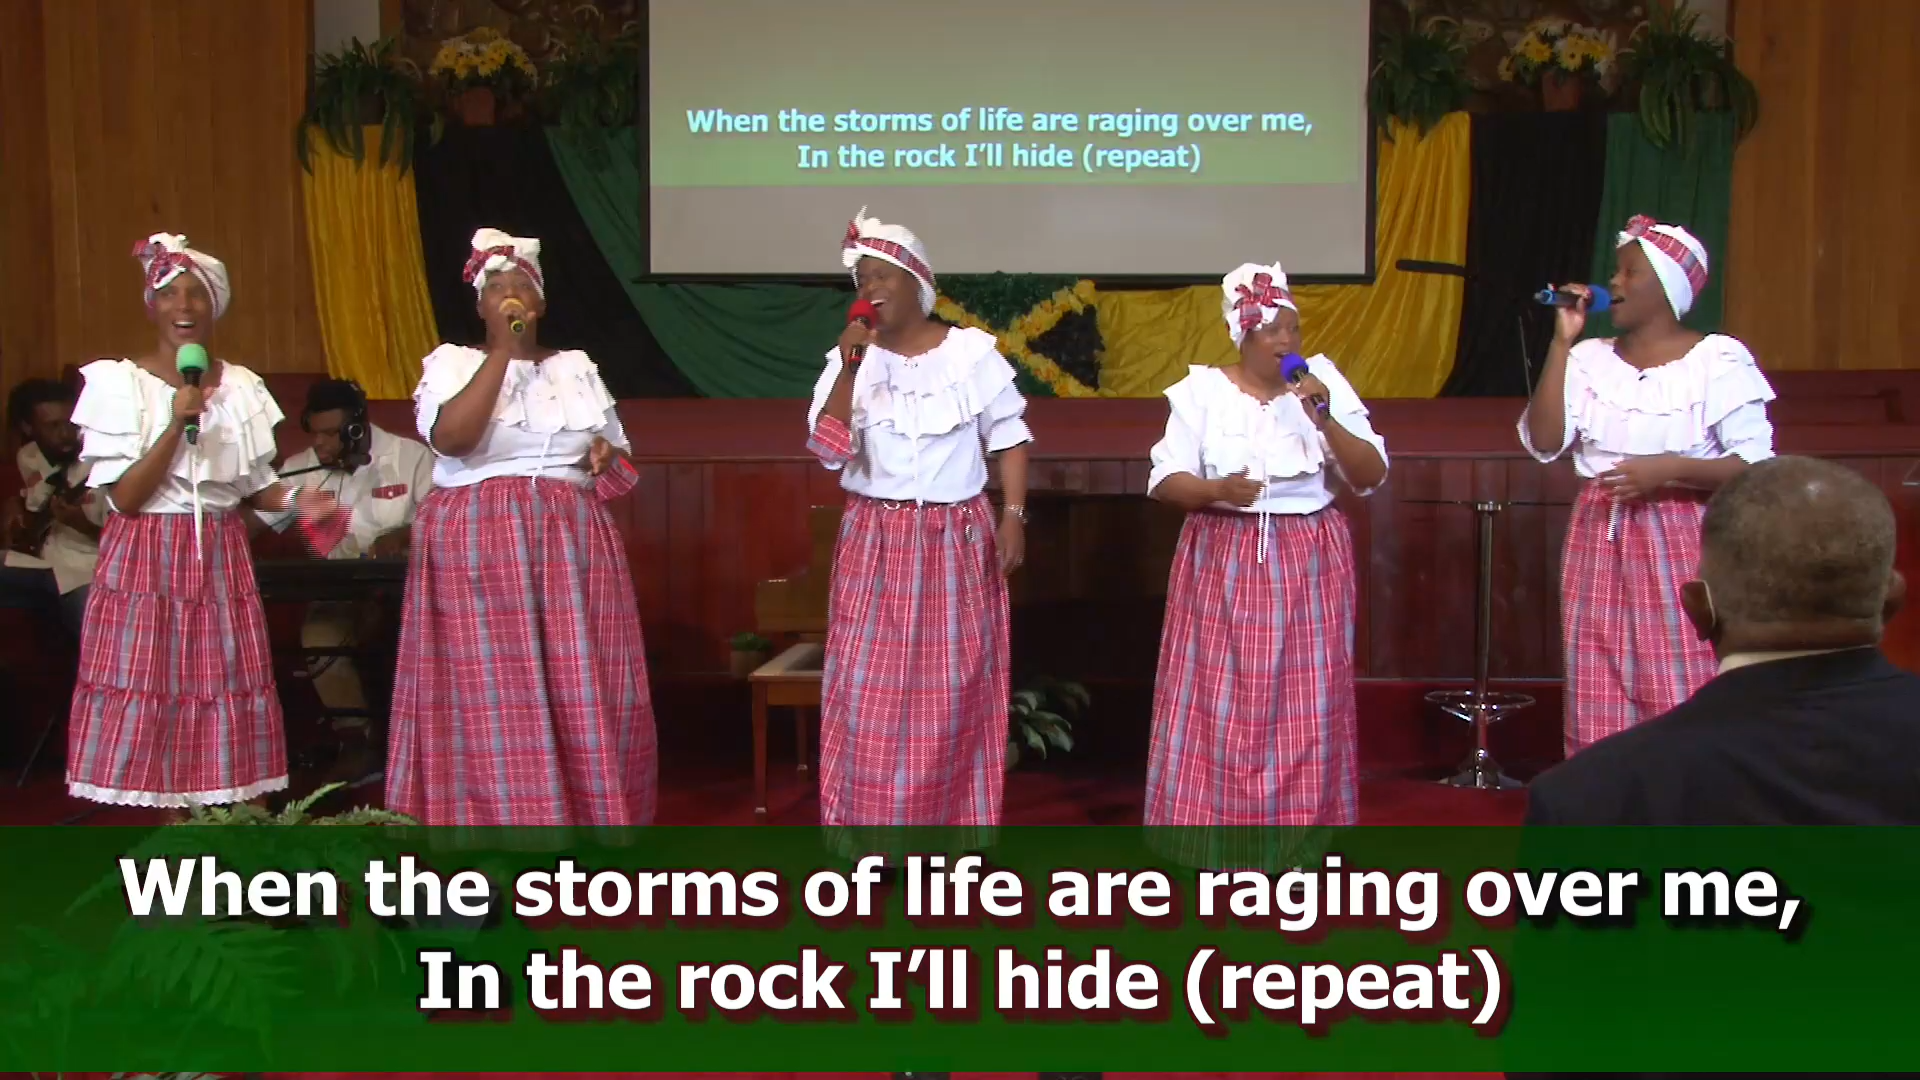 When the storms of life are raging over me,
In the rock I'll hide (repeat)
When the storms of life are raging over me,
In the rock I'll hide (repeat)